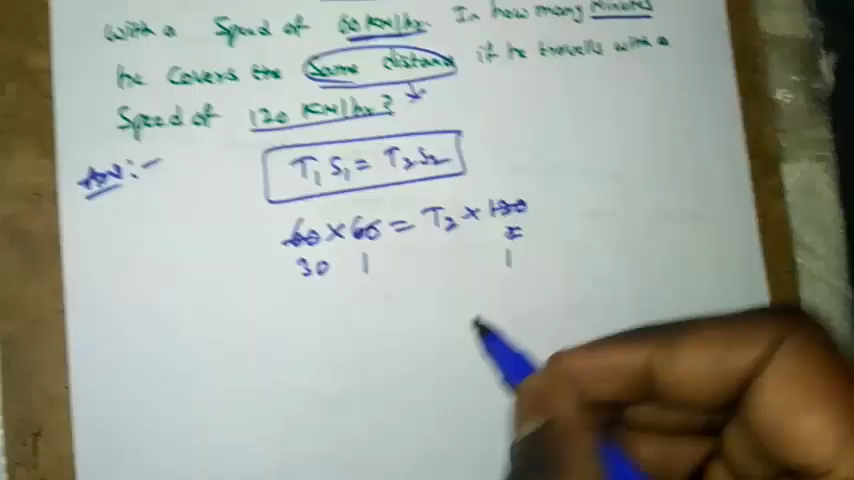 with a Speed of 60 KM/hr. In how many minutes
he covers the Same distance if he travells with a
Speed of 120 KM/hr?
Ans:-
T₁ S₁ = T₂ S₂
60 × 60 = T₂ × 120
2
30 1 1